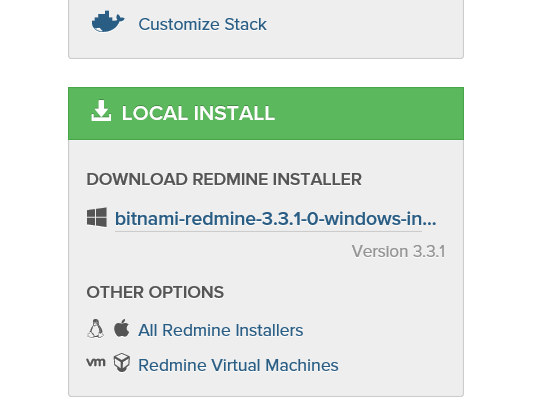 Customize Stack
LOCAL INSTALL
DOWNLOAD REDMINE INSTALLER
bitnami-redmine-3.3.1-0-windows-in...
Version 3.3.1
OTHER OPTIONS
All Redmine Installers
vm Redmine Virtual Machines